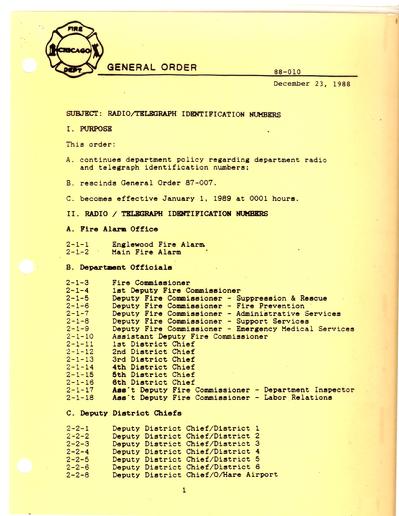 FIRE
CHICAGO
DEPT
GENERAL ORDER
88-010
December 23, 1988
SUBJECT: RADIO/TELEGRAPH IDENTIFICATION NUMBERS
I. PURPOSE
This order:
A. continues department policy regarding department radio
and telegraph identification numbers;
B. rescinds General Order 87-007.
C. becomes effective January 1, 1989 at 0001 hours.
II. RADIO / TELEGRAPH IDENTIFICATION NUMBERS
A. Fire Alarm Office
2-1-1 Englewood Fire Alarm
2-1-2 Main Fire Alarm
B. Department Officials
2-1-3 Fire Commissioner
2-1-4 1st Deputy Fire Commissioner
2-1-5 Deputy Fire Commissioner - Suppression & Rescue
2-1-6 Deputy Fire Commissioner - Fire Prevention
2-1-7 Deputy Fire Commissioner - Administrative Services
2-1-8 Deputy Fire Commissioner - Support Services
2-1-9 Deputy Fire Commissioner - Emergency Medical Services
2-1-10 Assistant Deputy Fire Commissioner
2-1-11 1st District Chief
2-1-12 2nd District Chief
2-1-13 3rd District Chief
2-1-14 4th District Chief
2-1-15 5th District Chief
2-1-16 6th District Chief
2-1-17 Ass't Deputy Fire Commissioner - Department Inspector
2-1-18 Ass't Deputy Fire Commissioner - Labor Relations
C. Deputy District Chiefs
2-2-1 Deputy District Chief/District 1
2-2-2 Deputy District Chief/District 2
2-2-3 Deputy District Chief/District 3
2-2-4 Deputy District Chief/District 4
2-2-5 Deputy District Chief/District 5
2-2-6 Deputy District Chief/District 6
2-2-8 Deputy District Chief/O/Hare Airport
1